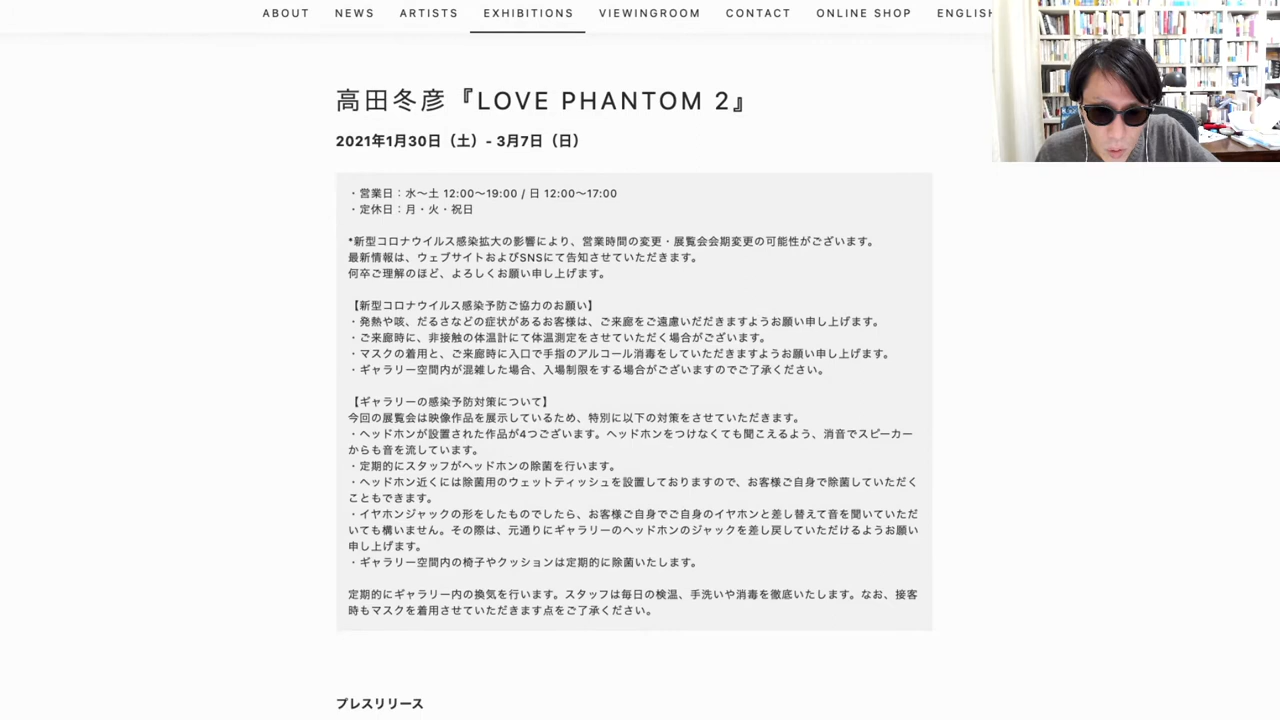 ABOUT NEWS ARTISTS EXHIBITIONS VIEWINGROOM CONTACT ONLINE SHOP ENGLISH
高田冬彦『LOVE PHANTOM 2』
2021年1月30日（土）- 3月7日（日）
・営業日：水〜土 12:00〜19:00 / 日 12:00〜17:00
・定休日：月・火・祝日
*新型コロナウイルス感染拡大の影響により、営業時間の変更・展覧会会期変更の可能性がございます。
最新情報は、ウェブサイトおよびSNSにて告知させていただきます。
何卒ご理解のほど、よろしくお願い申し上げます。
【新型コロナウイルス感染予防ご協力のお願い】
・発熱や咳、だるさなどの症状があるお客様は、ご来廊をご遠慮いだだきますようお願い申し上げます。
・ご来廊時に、非接触の体温計にて体温測定をさせていただく場合がございます。
・マスクの着用と、ご来廊時に入口で手指のアルコール消毒をしていただきますようお願い申し上げます。
・ギャラリー空間内が混雑した場合、入場制限をする場合がございますのでご了承ください。
【ギャラリーの感染予防対策について】
今回の展覧会は映像作品を展示しているため、特別に以下の対策をさせていただきます。
・ヘッドホンが設置された作品が4つございます。ヘッドホンをつけなくても聞こえるよう、消音でスピーカー
からも音を流しています。
・定期的にスタッフがヘッドホンの除菌を行います。
・ヘッドホン近くには除菌用のウェットティッシュを設置しておりますので、お客様ご自身で除菌していただく
こともできます。
・イヤホンジャックの形をしたものでしたら、お客様ご自身でご自身のイヤホンと差し替えて音を聞いていただ
いても構いません。その際は、元通りにギャラリーのヘッドホンのジャックを差し戻していただけるようお願い
申し上げます。
・ギャラリー空間内の椅子やクッションは定期的に除菌いたします。
定期的にギャラリー内の換気を行います。スタッフは毎日の検温、手洗いや消毒を徹底いたします。なお、接客
時もマスクを着用させていただきます点をご了承ください。
プレスリリース